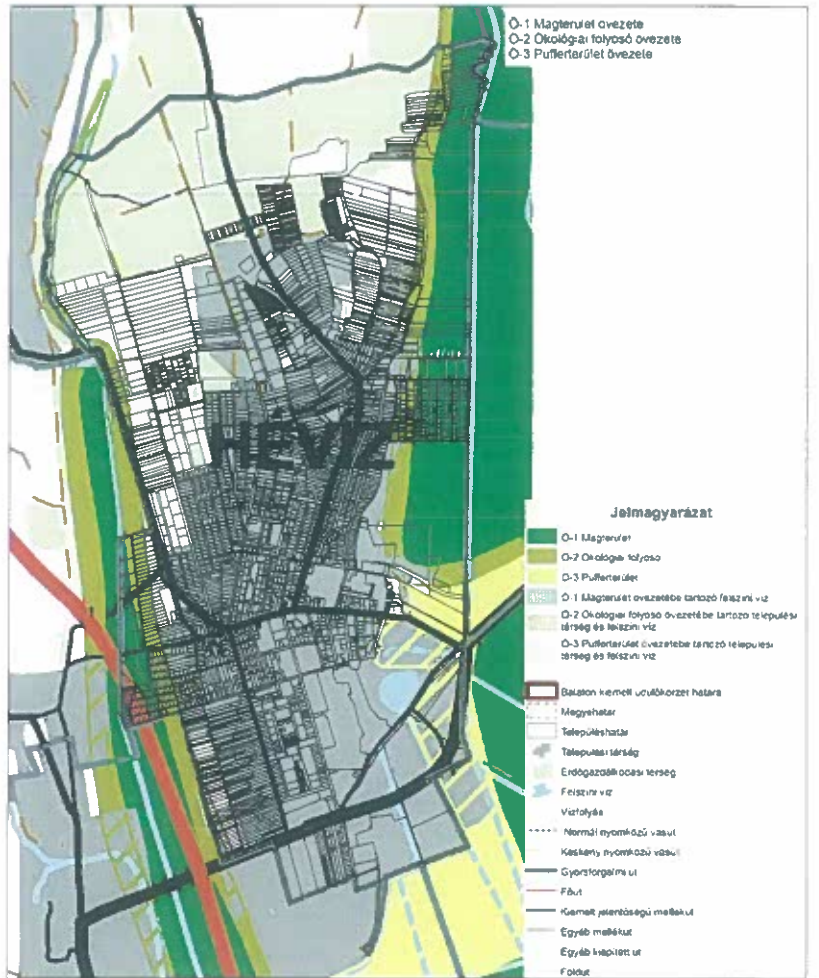 Ö-1 Magterület övezete
Ö-2 Ökológiai folyosó övezete
Ö-3 Pufferterület övezete
HÉVÍZ
Jelmagyarázat
Ö-1 Magterület
Ö-2 Ökológiai folyosó
Ö-3 Pufferterület
Ö-1 Magterület övezetébe tartozó felszíni víz
Ö-2 Ökológiai folyosó övezetébe tartozó települési
térség és felszíni víz
Ö-3 Pufferterület övezetébe tartozó települési
térség és felszíni víz
Balaton kiemelt üdülőkörzet határa
Megyehatár
Településhatár
Települési térség
Erdőgazdálkodási térség
Felszíni víz
Vízfolyás
Normál nyomközű vasút
Keskeny nyomközű vasút
Gyorsforgalmi út
Főút
Kiemelt jelentőségű mellékút
Egyéb mellékút
Egyéb kiépített út
Földút